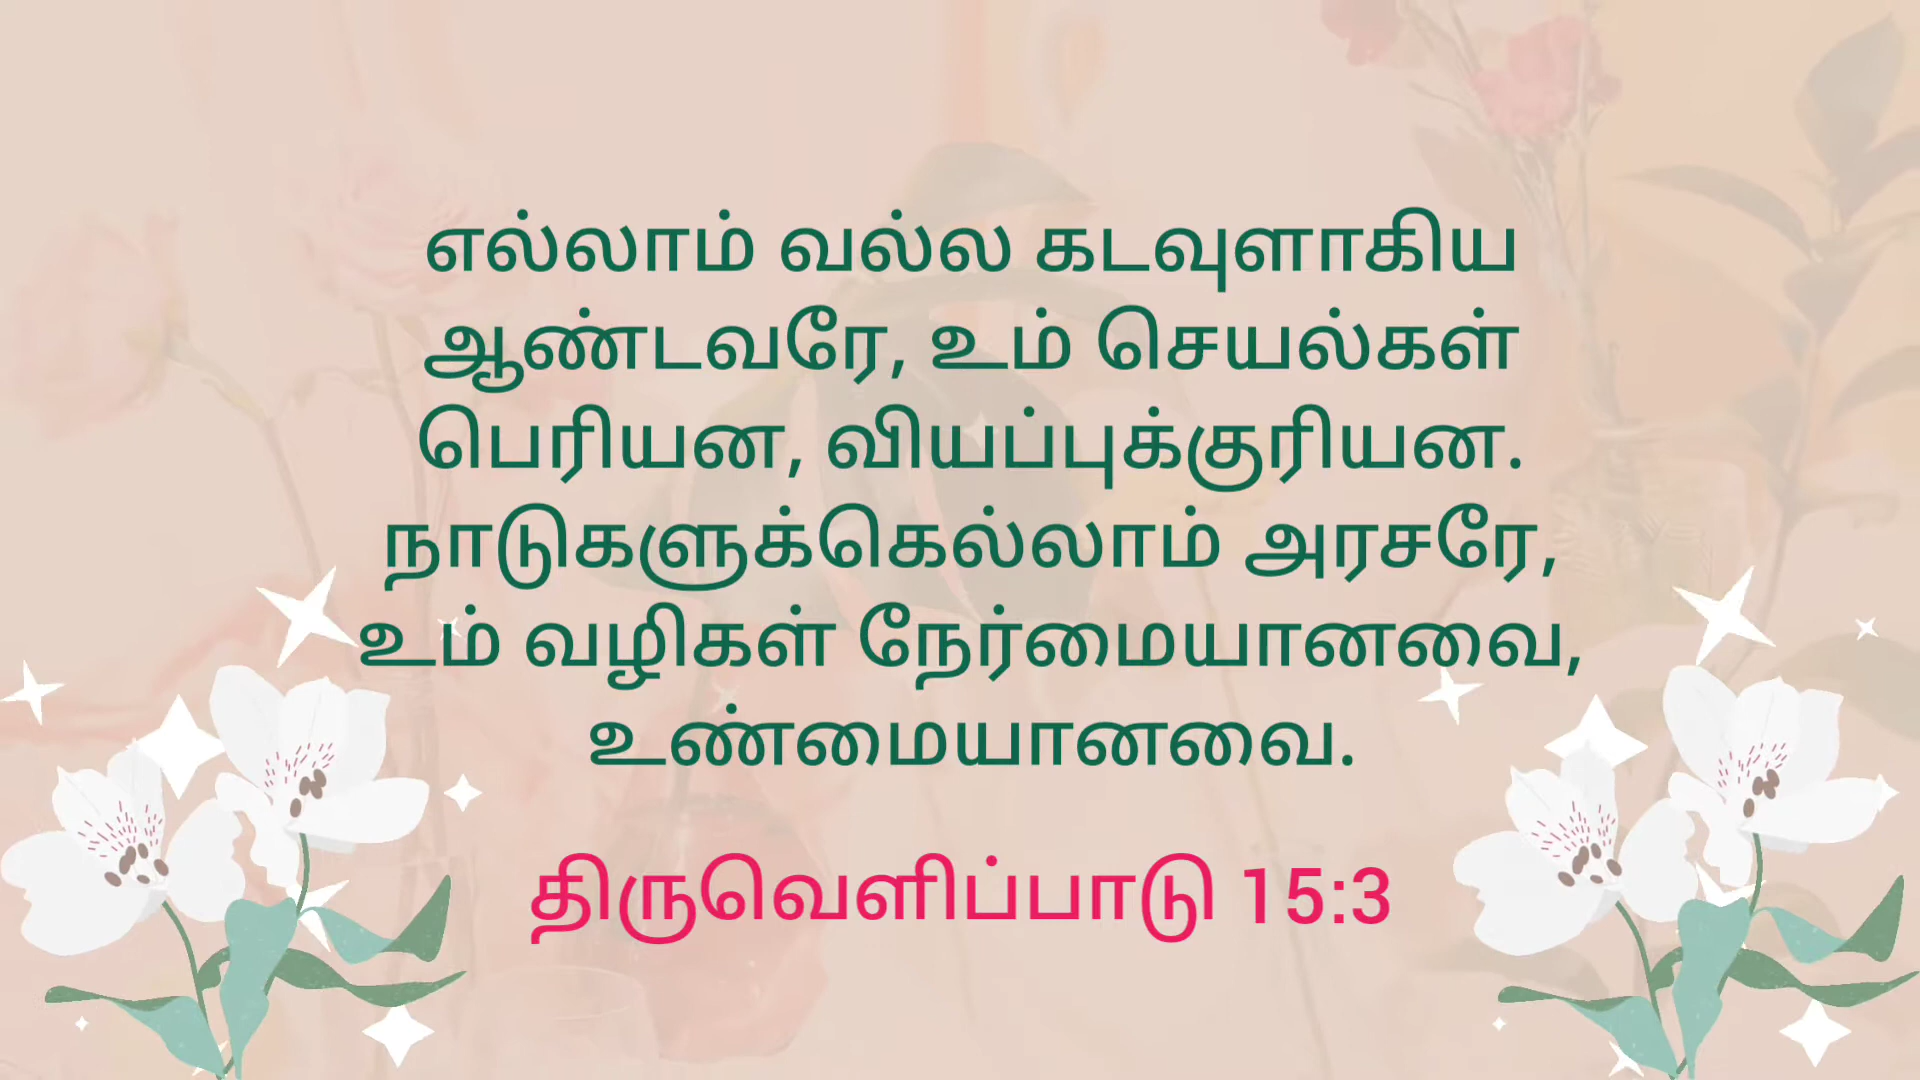 எல்லாம் வல்ல கடவுளாகிய
ஆண்டவரே, உம் செயல்கள்
பெரியன, வியப்புக்குரியன.
நாடுகளுக்கெல்லாம் அரசரே,
உம் வழிகள் நேர்மையானவை,
உண்மையானவை.
திருவெளிப்பாடு 15:3